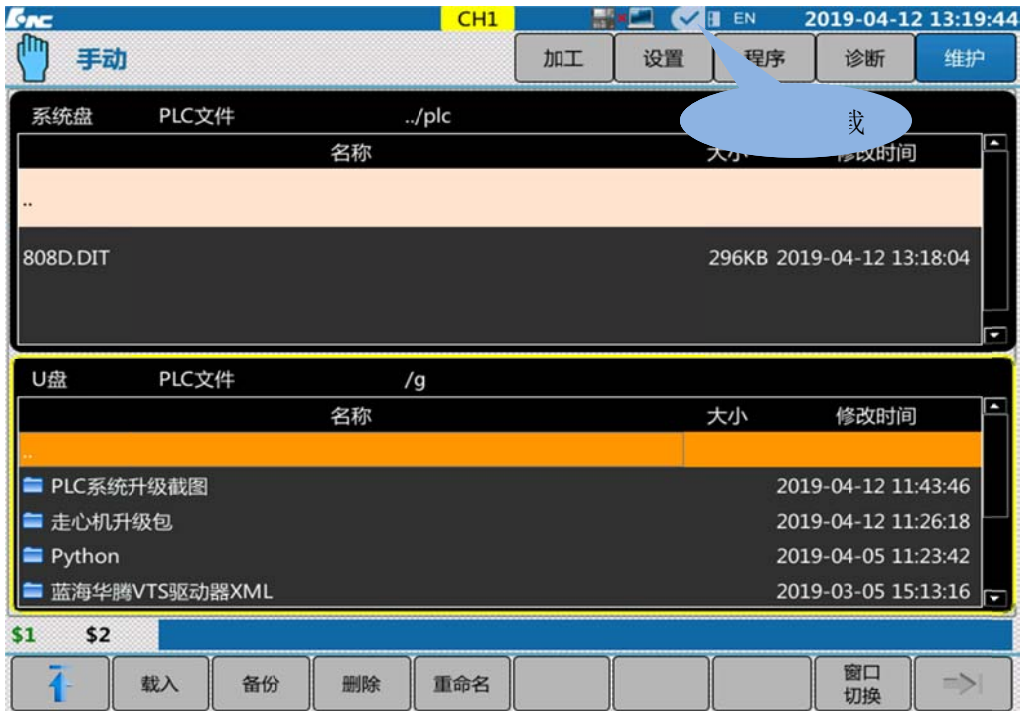 CH1 EN 2019-04-12 13:19:44
手动 加工 设置 程序 诊断 维护
系统盘 PLC文件 ../plc
名称 大小 修改时间
..
808D.DIT 296KB 2019-04-12 13:18:04
U盘 PLC文件 /g
名称 大小 修改时间
..
PLC系统升级截图 2019-04-12 11:43:46
走心机升级包 2019-04-12 11:26:18
Python 2019-04-05 11:23:42
蓝海华腾VTS驱动器XML 2019-03-05 15:13:16
$1 $2
载入 备份 删除 重命名 窗口
切换